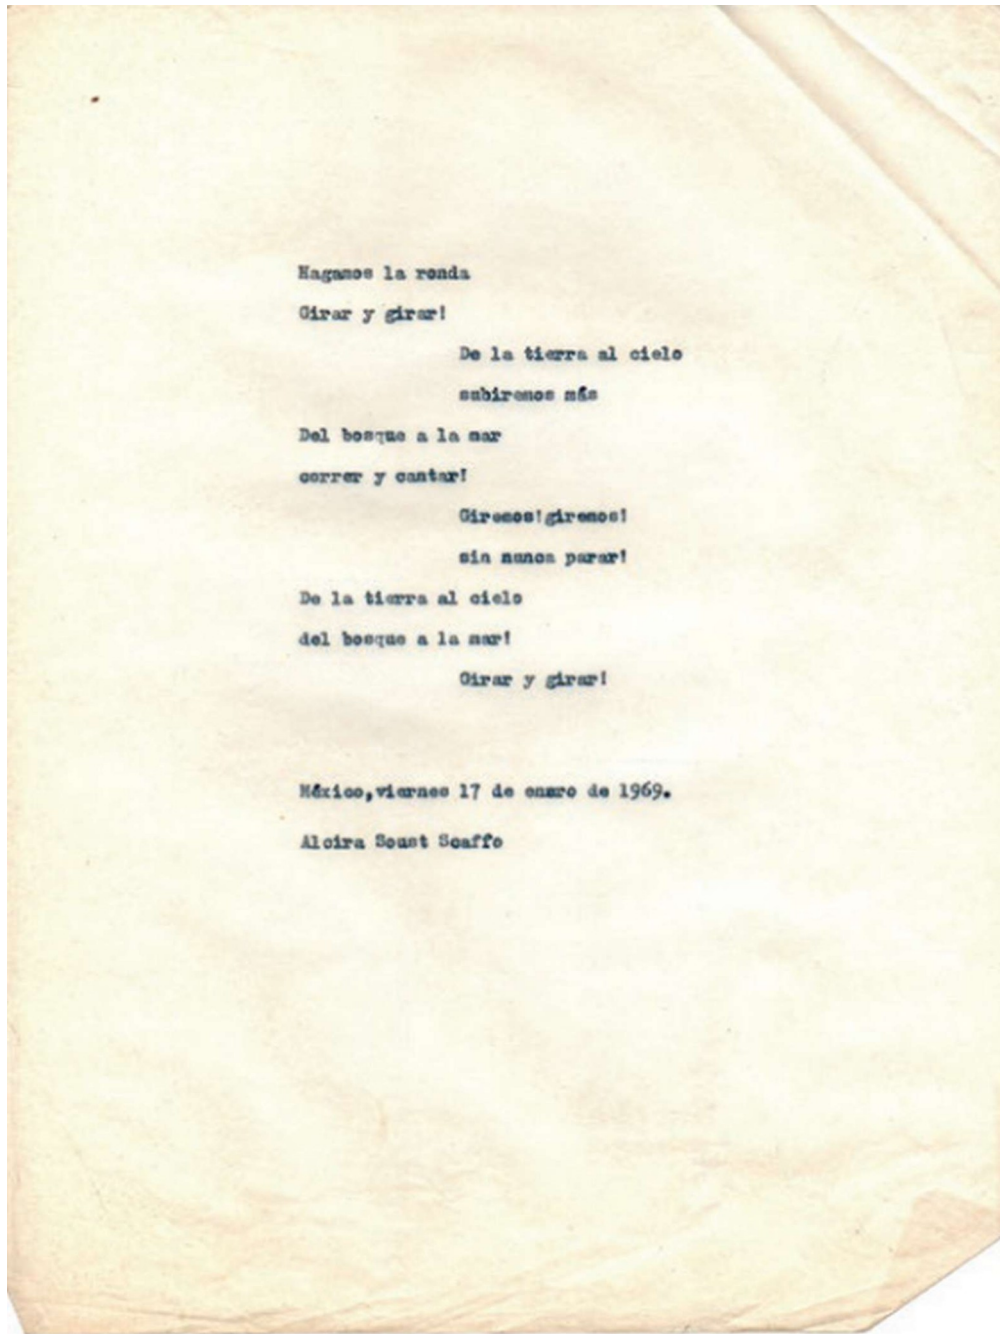 Hagamos la ronda
Girar y girar!
De la tierra al cielo
subiremos más
Del bosque a la mar
correr y cantar!
Giremos!giremos!
sin nunca parar!
De la tierra al cielo
del bosque a la mar!
Girar y girar!
México,viernes 17 de enero de 1969.
Alcira Soust Scaffo